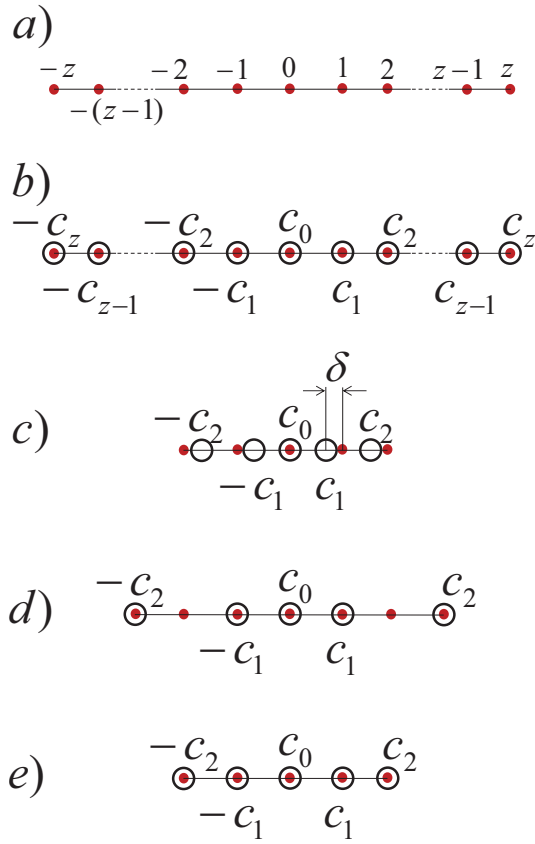 a)
−z −2 −1 0 1 2 z−1 z
−(z−1)
b)
−c_z −c_2 c_0 c_2 c_z
−c_{z−1} −c_1 c_1 c_{z−1}
δ
c)
−c_2 c_0 c_2
−c_1 c_1
d)
−c_2 c_0 c_2
−c_1 c_1
e)
−c_2 c_0 c_2
−c_1 c_1